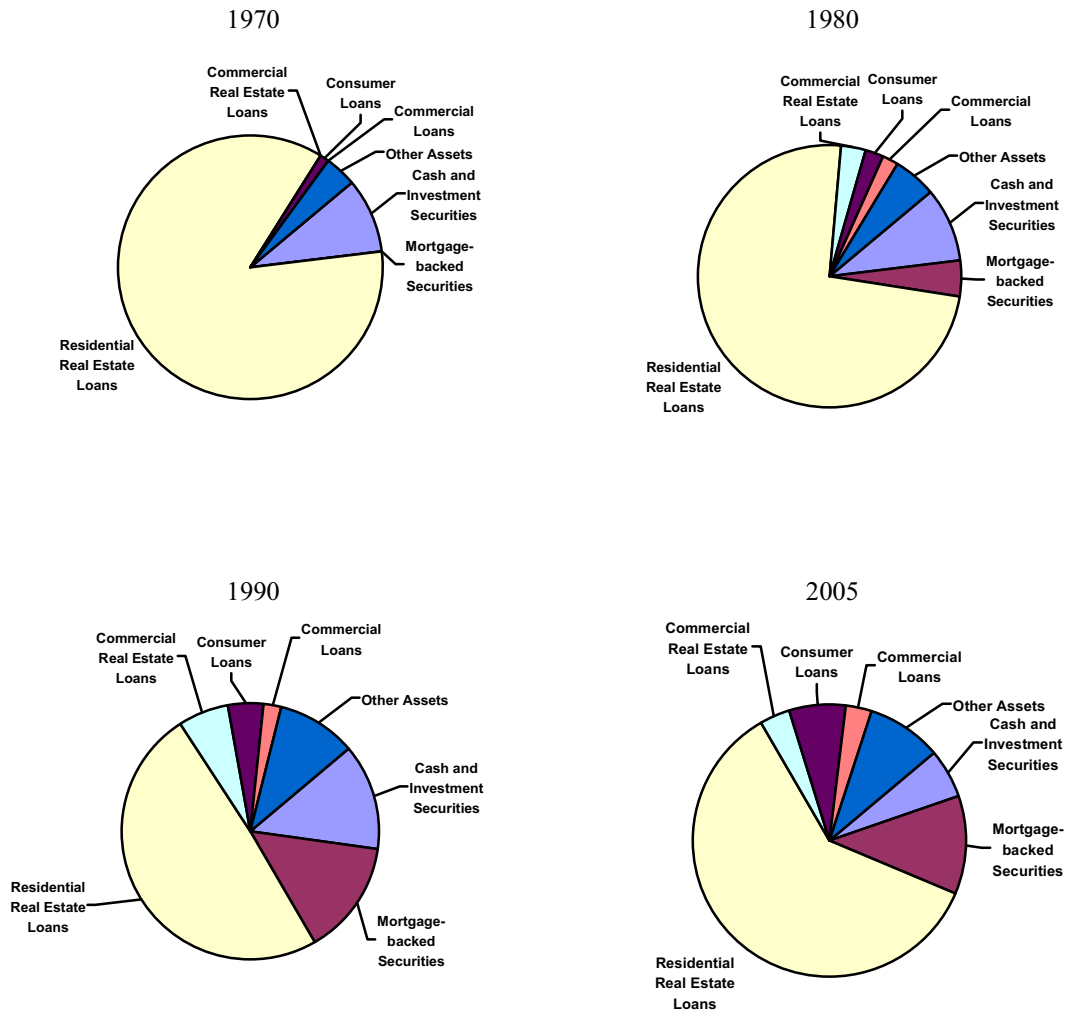 1970
Commercial
Real Estate
Loans
Consumer
Loans
Commercial
Loans
Other Assets
Cash and
Investment
Securities
Mortgage-
backed
Securities
Residential
Real Estate
Loans
1980
Commercial
Real Estate
Loans
Consumer
Loans
Commercial
Loans
Other Assets
Cash and
Investment
Securities
Mortgage-
backed
Securities
Residential
Real Estate
Loans
1990
Commercial
Real Estate
Loans
Consumer
Loans
Commercial
Loans
Other Assets
Cash and
Investment
Securities
Mortgage-
backed
Securities
Residential
Real Estate
Loans
2005
Commercial
Real Estate
Loans
Consumer
Loans
Commercial
Loans
Other Assets
Cash and
Investment
Securities
Mortgage-
backed
Securities
Residential
Real Estate
Loans